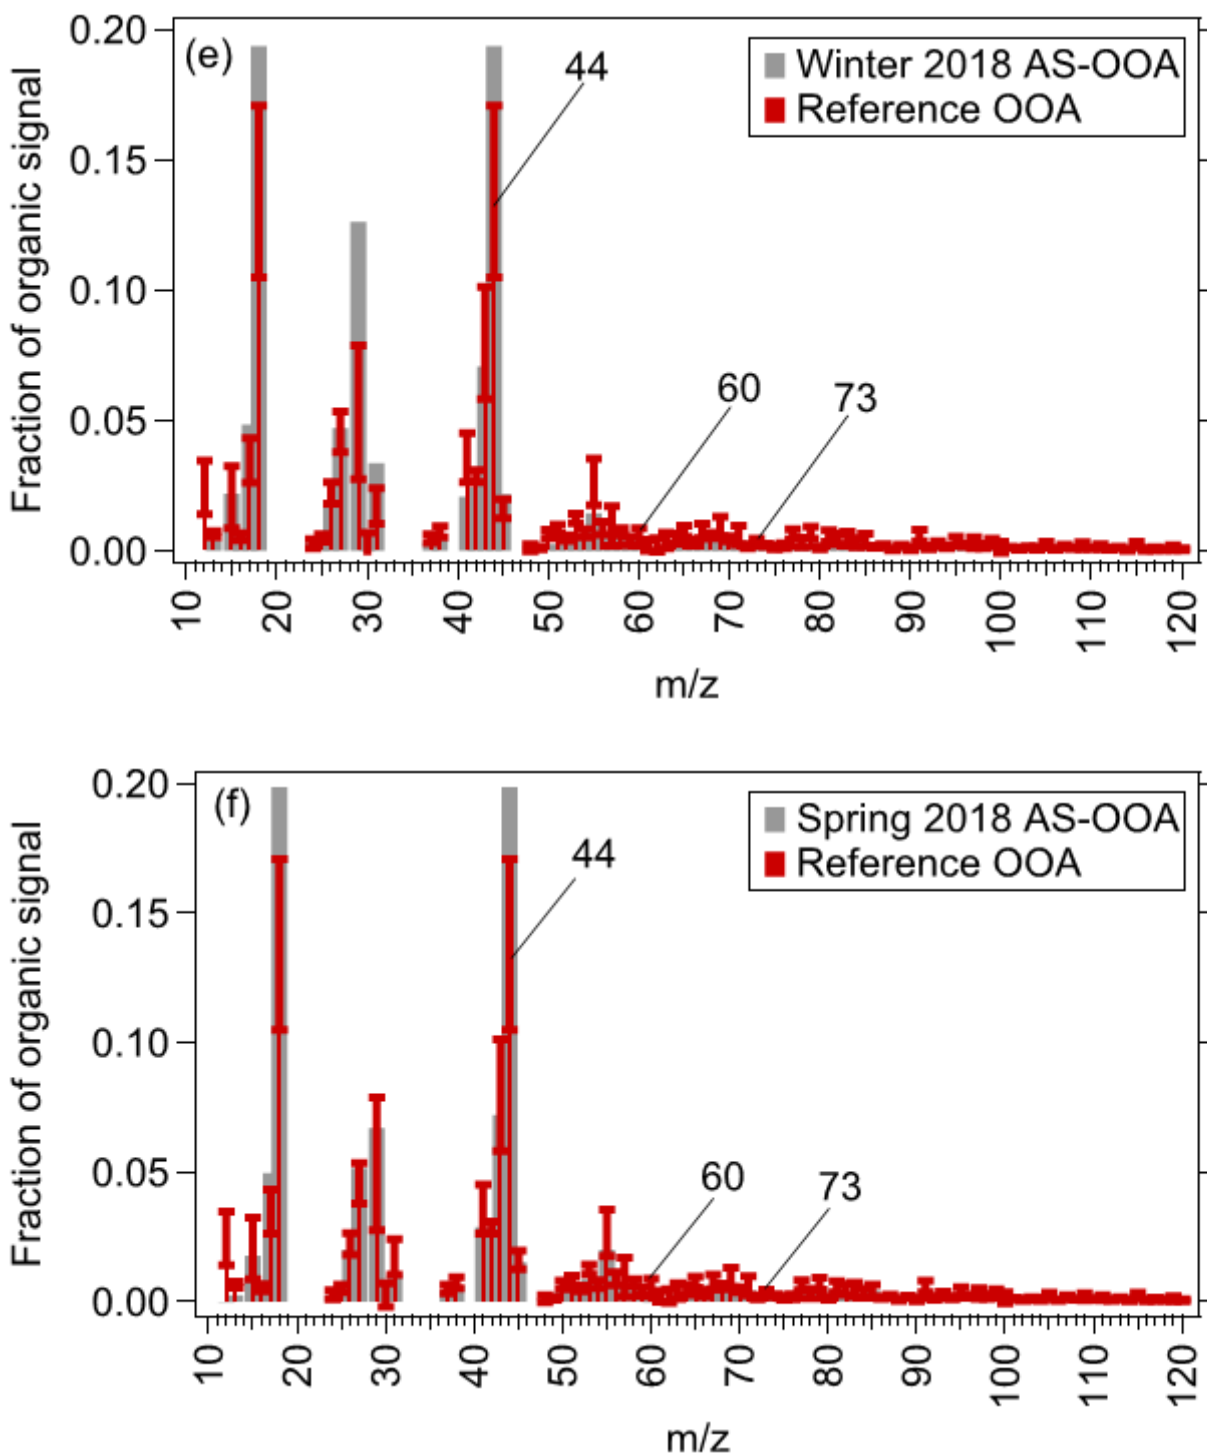 (e)
Winter 2018 AS-OOA
Reference OOA
44
60
73
Fraction of organic signal
0.20
0.15
0.10
0.05
0.00
10 20 30 40 50 60 70 80 90 100 110 120
m/z
(f)
Spring 2018 AS-OOA
Reference OOA
44
60
73
Fraction of organic signal
0.20
0.15
0.10
0.05
0.00
10 20 30 40 50 60 70 80 90 100 110 120
m/z